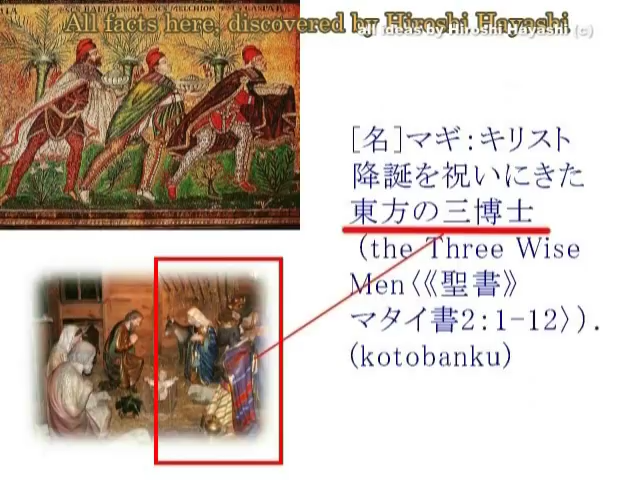 All facts here, discovered by Hiroshi Hayashi
all ideas by Hiroshi Hayashi (c)
BALTHASSAR
MELCHIOR
[名]マギ:キリスト
降誕を祝いにきた
東方の三博士
(the Three Wise
Men〈《聖書》
マタイ書2:1-12〉).
(kotobanku)